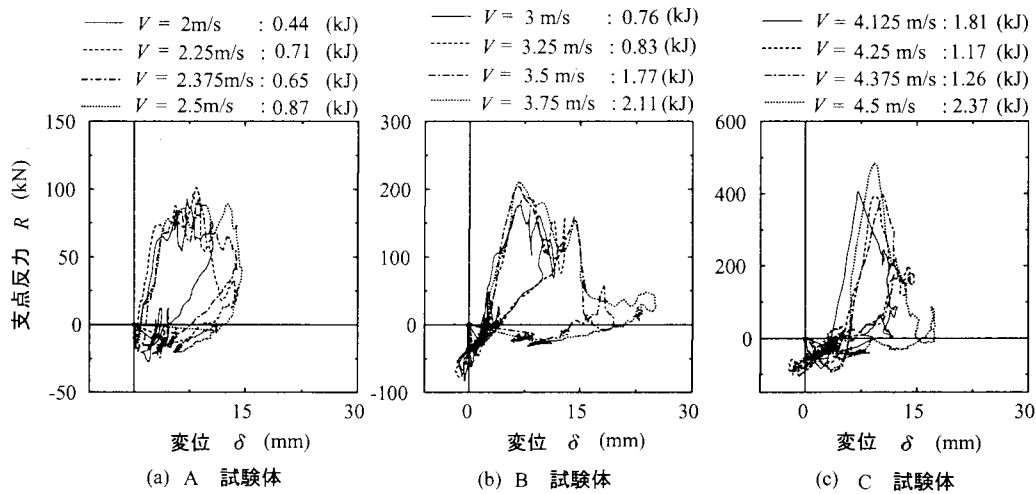 V = 2m/s : 0.44 (kJ)
V = 2.25m/s : 0.71 (kJ)
V = 2.375m/s : 0.65 (kJ)
V = 2.5m/s : 0.87 (kJ)
V = 3 m/s : 0.76 (kJ)
V = 3.25 m/s : 0.83 (kJ)
V = 3.5 m/s : 1.77 (kJ)
V = 3.75 m/s : 2.11 (kJ)
V = 4.125 m/s : 1.81 (kJ)
V = 4.25 m/s : 1.17 (kJ)
V = 4.375 m/s : 1.26 (kJ)
V = 4.5 m/s : 2.37 (kJ)
支点反力 R (kN)
150
100
50
0
-50
0 15 30
変位 δ (mm)
(a) A 試験体
300
200
100
0
-100
0 15 30
変位 δ (mm)
(b) B 試験体
600
400
200
0
0 15 30
変位 δ (mm)
(c) C 試験体